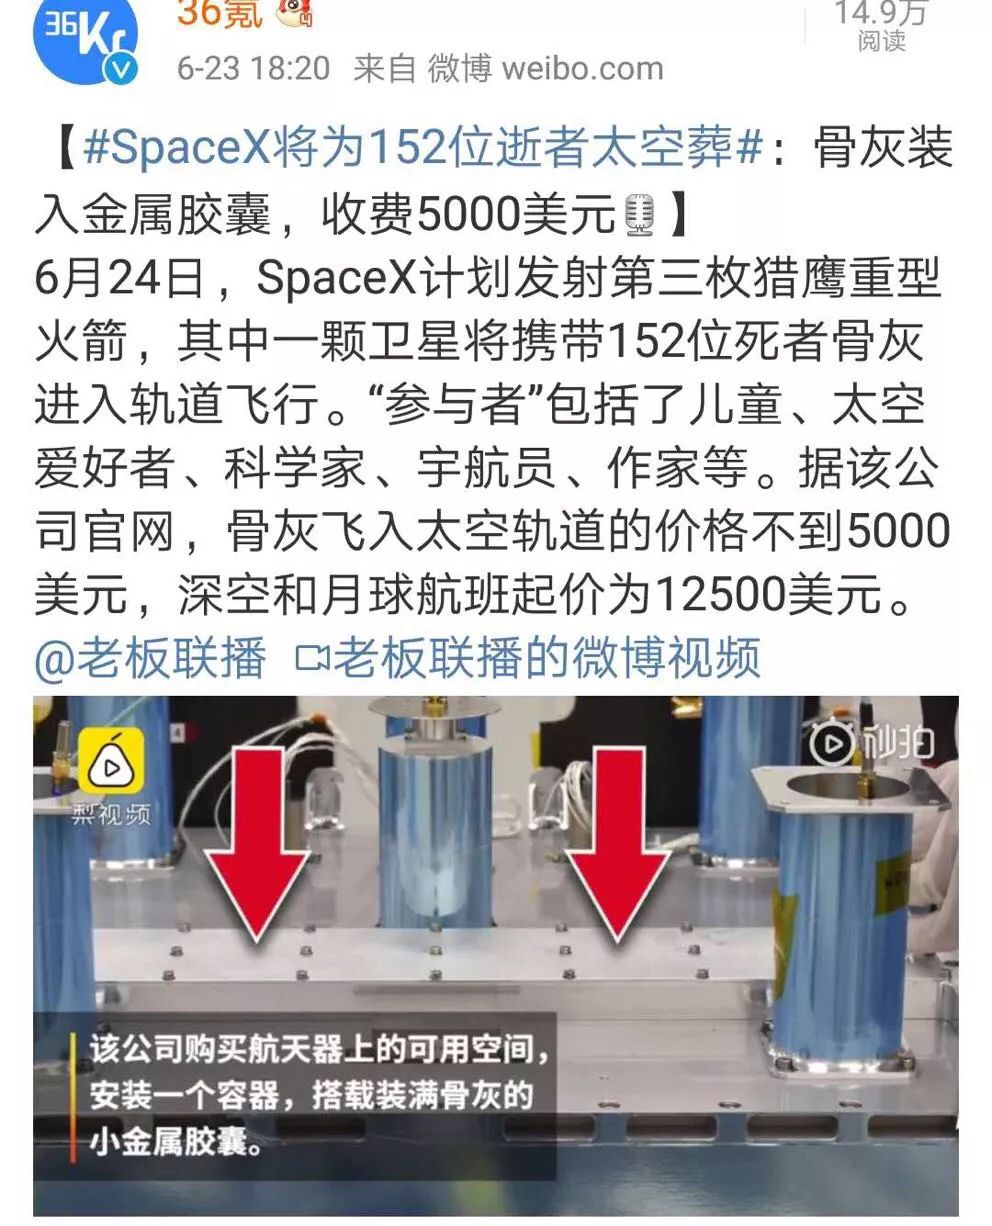 36Kr
36氪
14.9万
阅读
6-23 18:20 来自 微博 weibo.com
【#SpaceX将为152位逝者太空葬#：骨灰装
入金属胶囊，收费5000美元🎙】
6月24日，SpaceX计划发射第三枚猎鹰重型
火箭，其中一颗卫星将携带152位死者骨灰
进入轨道飞行。“参与者”包括了儿童、太空
爱好者、科学家、宇航员、作家等。据该公
司官网，骨灰飞入太空轨道的价格不到5000
美元，深空和月球航班起价为12500美元。
@老板联播 老板联播的微博视频
梨视频
秒拍
4
该公司购买航天器上的可用空间，
安装一个容器，搭载装满骨灰的
小金属胶囊。